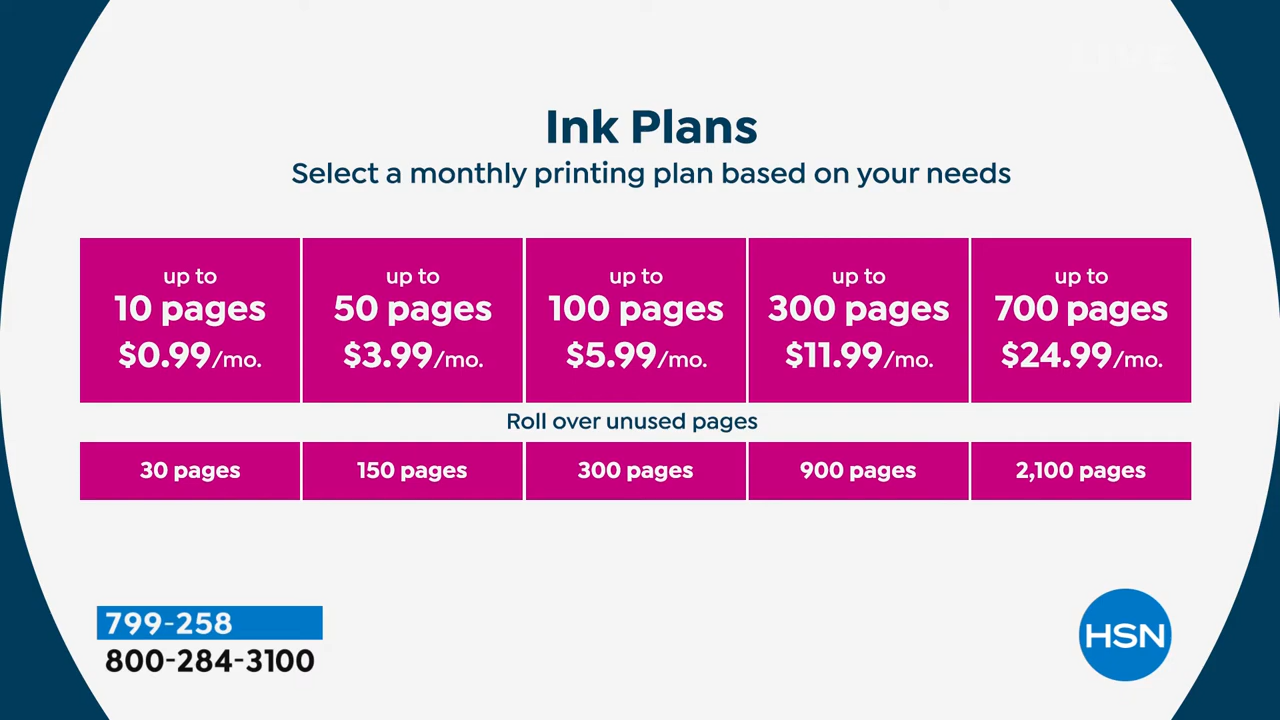 LIVE
Ink Plans
Select a monthly printing plan based on your needs
up to
10 pages
$0.99/mo.
up to
50 pages
$3.99/mo.
up to
100 pages
$5.99/mo.
up to
300 pages
$11.99/mo.
up to
700 pages
$24.99/mo.
Roll over unused pages
30 pages
150 pages
300 pages
900 pages
2,100 pages
799-258
800-284-3100
HSN